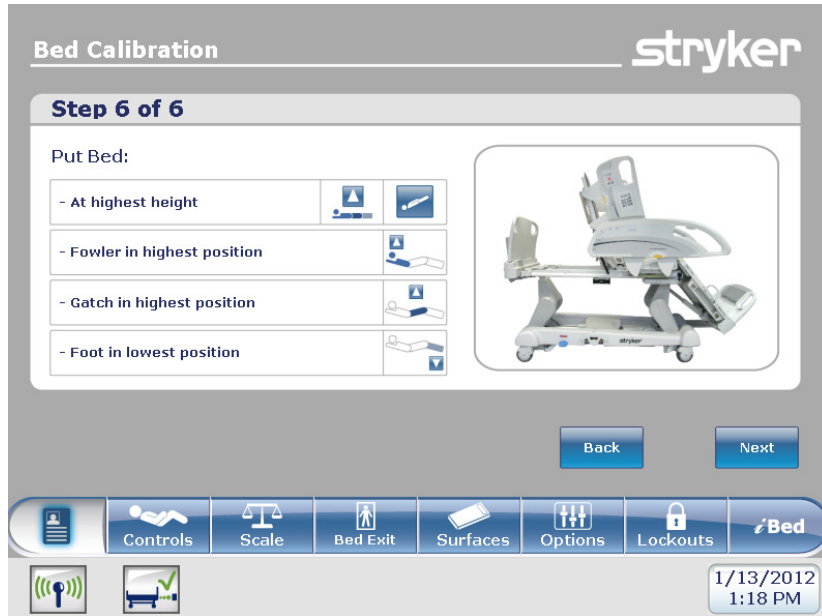 Bed Calibration
stryker
Step 6 of 6
Put Bed:
- At highest height
- Fowler in highest position
- Gatch in highest position
- Foot in lowest position
stryker
Back
Next
Controls
Scale
Bed Exit
Surfaces
Options
Lockouts
iBed
1/13/2012
1:18 PM